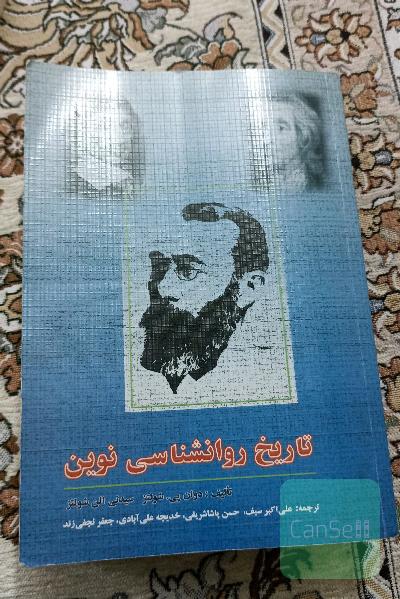 تاریخ روانشناسی نوین
تألیف: دوان پی. شولتز سیدنی الن شولتز
ترجمه: علی اکبر سیف، حسن پاشاشریفی، خدیجه علی آبادی، جعفر نجفی زند
CanSell